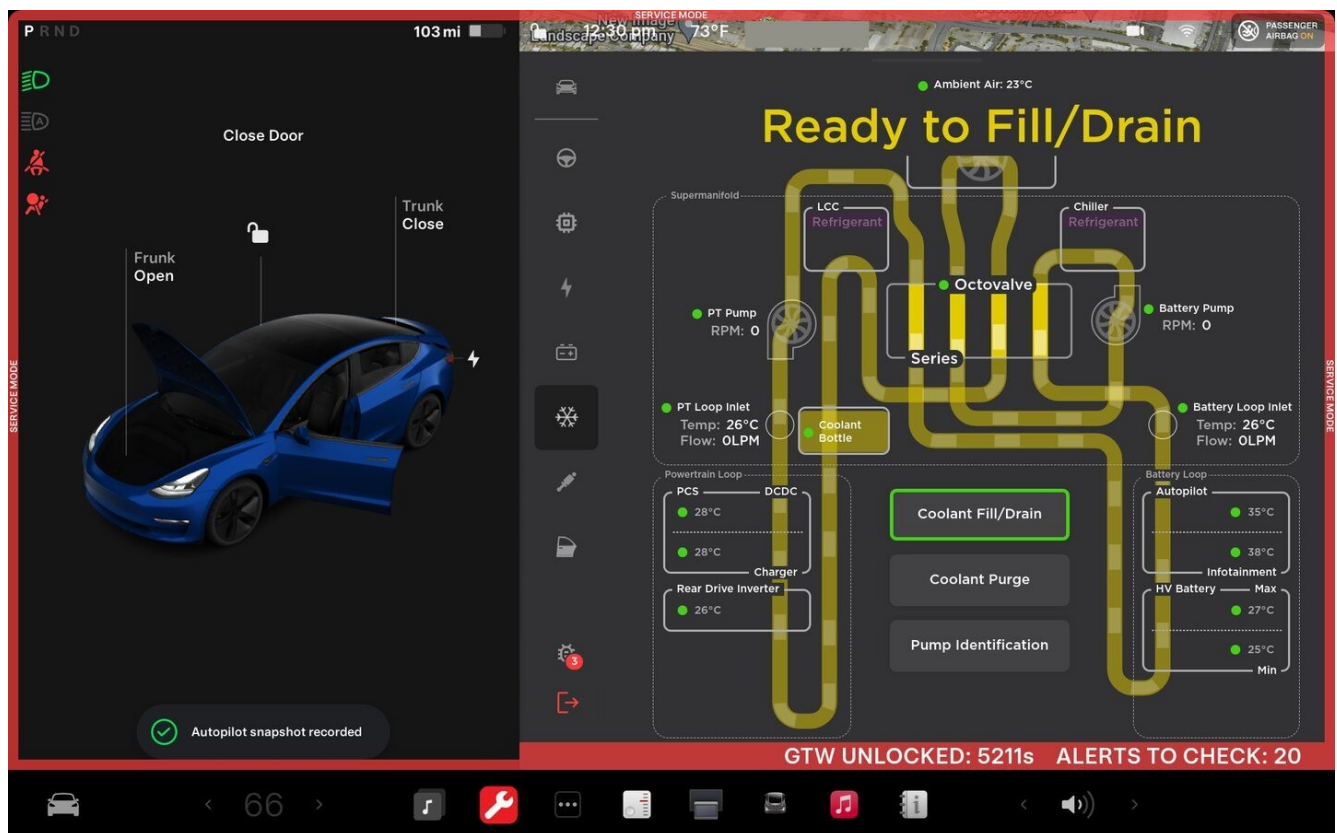 SERVICE MODE
P R N D
103 mi
New Image
Landscape Company
12:30 pm
73°F
PASSENGER
AIRBAG ON
A
Close Door
Trunk
Close
Frunk
Open
Autopilot snapshot recorded
SERVICE MODE
SERVICE MODE
Ambient Air: 23°C
Ready to Fill/Drain
Supermanifold
LCC
Refrigerant
Chiller
Refrigerant
Octovalve
Series
PT Pump
RPM: 0
Battery Pump
RPM: 0
PT Loop Inlet
Temp: 26°C
Flow: 0LPM
Coolant
Bottle
Battery Loop Inlet
Temp: 26°C
Flow: 0LPM
Powertrain Loop
PCS
DCDC
28°C
28°C
Charger
Rear Drive Inverter
26°C
Coolant Fill/Drain
Coolant Purge
Pump Identification
Battery Loop
Autopilot
35°C
38°C
Infotainment
HV Battery
Max
27°C
25°C
Min
3
GTW UNLOCKED: 5211s ALERTS TO CHECK: 20
66